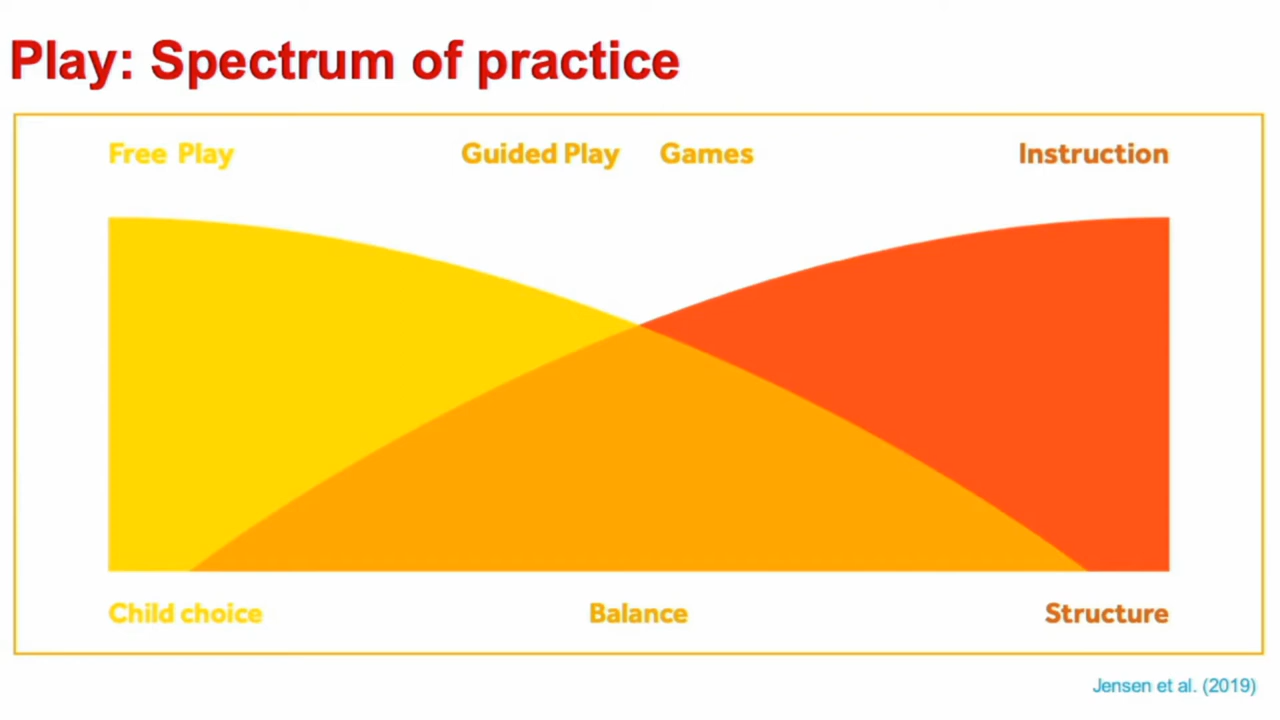 Play: Spectrum of practice
Free Play Guided Play Games Instruction
Child choice Balance Structure
Jensen et al. (2019)